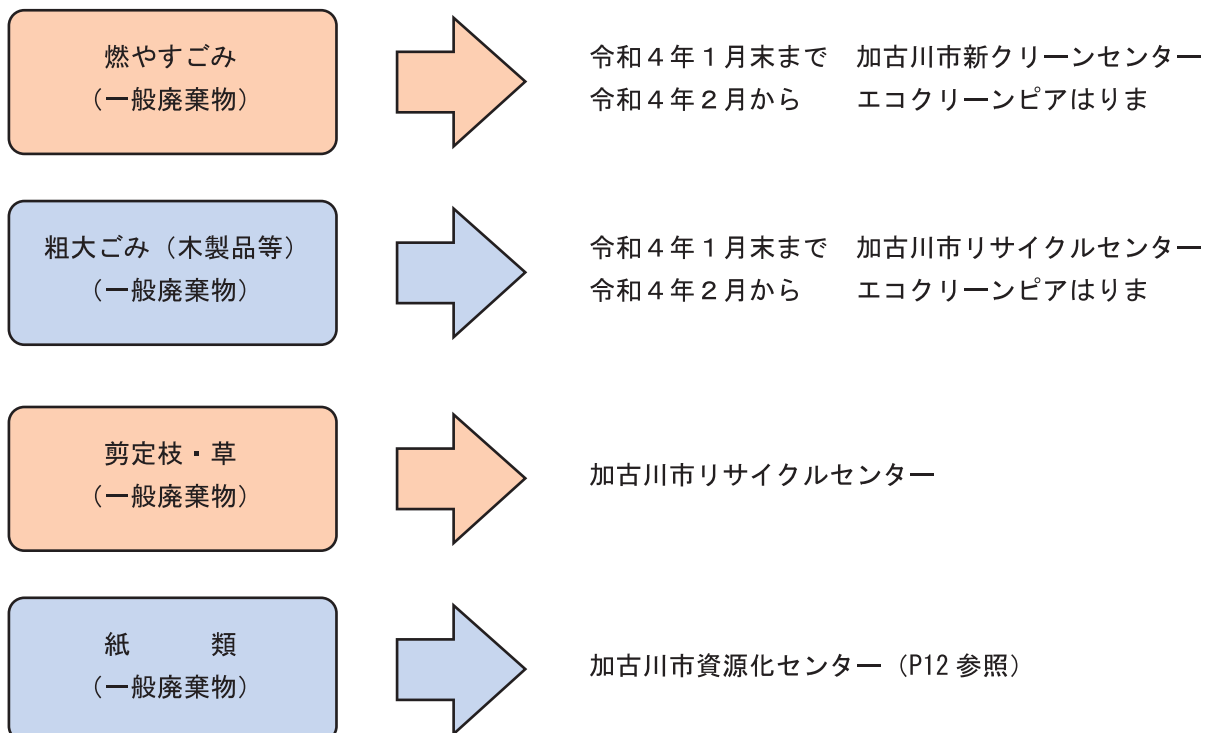 燃やすごみ
（一般廃棄物）
令和４年１月末まで　加古川市新クリーンセンター
令和４年２月から　　エコクリーンピアはりま
粗大ごみ（木製品等）
（一般廃棄物）
令和４年１月末まで　加古川市リサイクルセンター
令和４年２月から　　エコクリーンピアはりま
剪定枝・草
（一般廃棄物）
加古川市リサイクルセンター
紙　　　類
（一般廃棄物）
加古川市資源化センター（P12 参照）